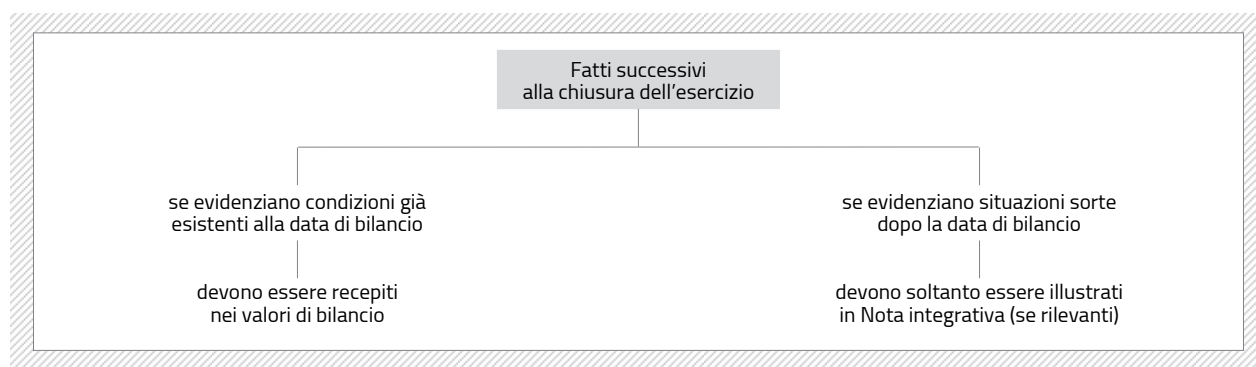 Fatti successivi
alla chiusura dell’esercizio
se evidenziano condizioni già
esistenti alla data di bilancio
devono essere recepiti
nei valori di bilancio
se evidenziano situazioni sorte
dopo la data di bilancio
devono soltanto essere illustrati
in Nota integrativa (se rilevanti)